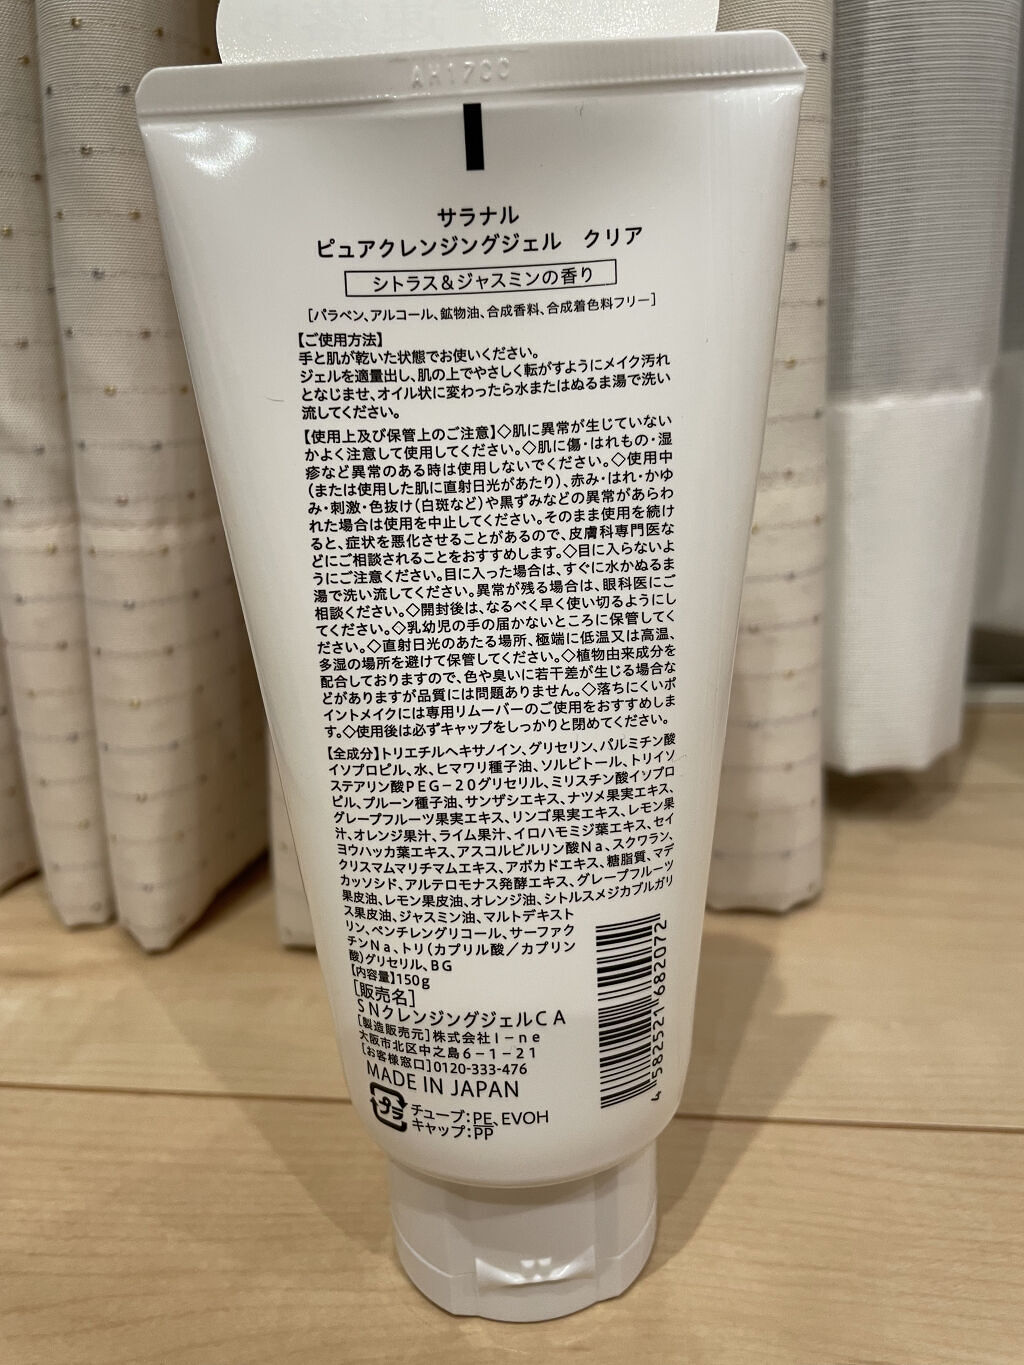 AH17CC
サラナル
ピュアクレンジングジェル　クリア
シトラス&ジャスミンの香り
［パラベン、アルコール、鉱物油、合成香料、合成着色料フリー］
【ご使用方法】
手と肌が乾いた状態でお使いください。
ジェルを適量出し、肌の上でやさしく転がすようにメイク汚れ
となじませ、オイル状に変わったら水またはぬるま湯で洗い
流してください。
【使用上及び保管上のご注意】◇肌に異常が生じていない
かよく注意して使用してください。◇肌に傷・はれもの・湿
疹など異常のある時は使用しないでください。◇使用中
(または使用した肌に直射日光があたり)、赤み・はれ・かゆ
み・刺激・色抜け(白斑など)や黒ずみなどの異常があらわ
れた場合は使用を中止してください。そのまま使用を続け
ると、症状を悪化させることがあるので、皮膚科専門医な
どにご相談されることをおすすめします。◇目に入らないよ
うにご注意ください。目に入った場合は、すぐに水かぬるま
湯で洗い流してください。異常が残る場合は、眼科医にご
相談ください。◇開封後は、なるべく早く使い切るようにし
てください。◇乳幼児の手の届かないところに保管してく
ださい。◇直射日光のあたる場所、極端に低温又は高温、
多湿の場所を避けて保管してください。◇植物由来成分を
配合しておりますので、色や臭いに若干差が生じる場合な
どがありますが品質には問題ありません。◇落ちにくいポ
イントメイクには専用リムーバーのご使用をおすすめしま
す。◇使用後は必ずキャップをしっかりと閉めてください。
【全成分】トリエチルヘキサノイン、グリセリン、パルミチン酸
イソプロピル、水、ヒマワリ種子油、ソルビトール、トリイソ
ステアリン酸PEG-20グリセリル、ミリスチン酸イソプロ
ピル、プルーン種子油、サンザシエキス、ナツメ果実エキス、
グレープフルーツ果実エキス、リンゴ果実エキス、レモン果
汁、オレンジ果汁、ライム果汁、イロハモミジ葉エキス、セイ
ヨウハッカ葉エキス、アスコルビルリン酸Na、スクワラン、
クリスマムマリチマムエキス、アボカドエキス、糖脂質、マデ
カッソシド、アルテロモナス発酵エキス、グレープフルーツ
果皮油、レモン果皮油、オレンジ油、シトルスメジカブルガリ
ス果皮油、ジャスミン油、マルトデキスト
リン、ペンチレングリコール、サーファク
チンNa、トリ(カプリル酸／カプリン
酸)グリセリル、BG
【内容量】150g
［販売名］
SNクレンジングジェルCA
［製造販売元］株式会社I-ne
大阪市北区中之島6-1-21
［お客様窓口］0120-333-476
MADE IN JAPAN
プラ
チューブ:PE、EVOH
キャップ:PP
4 582521 682072